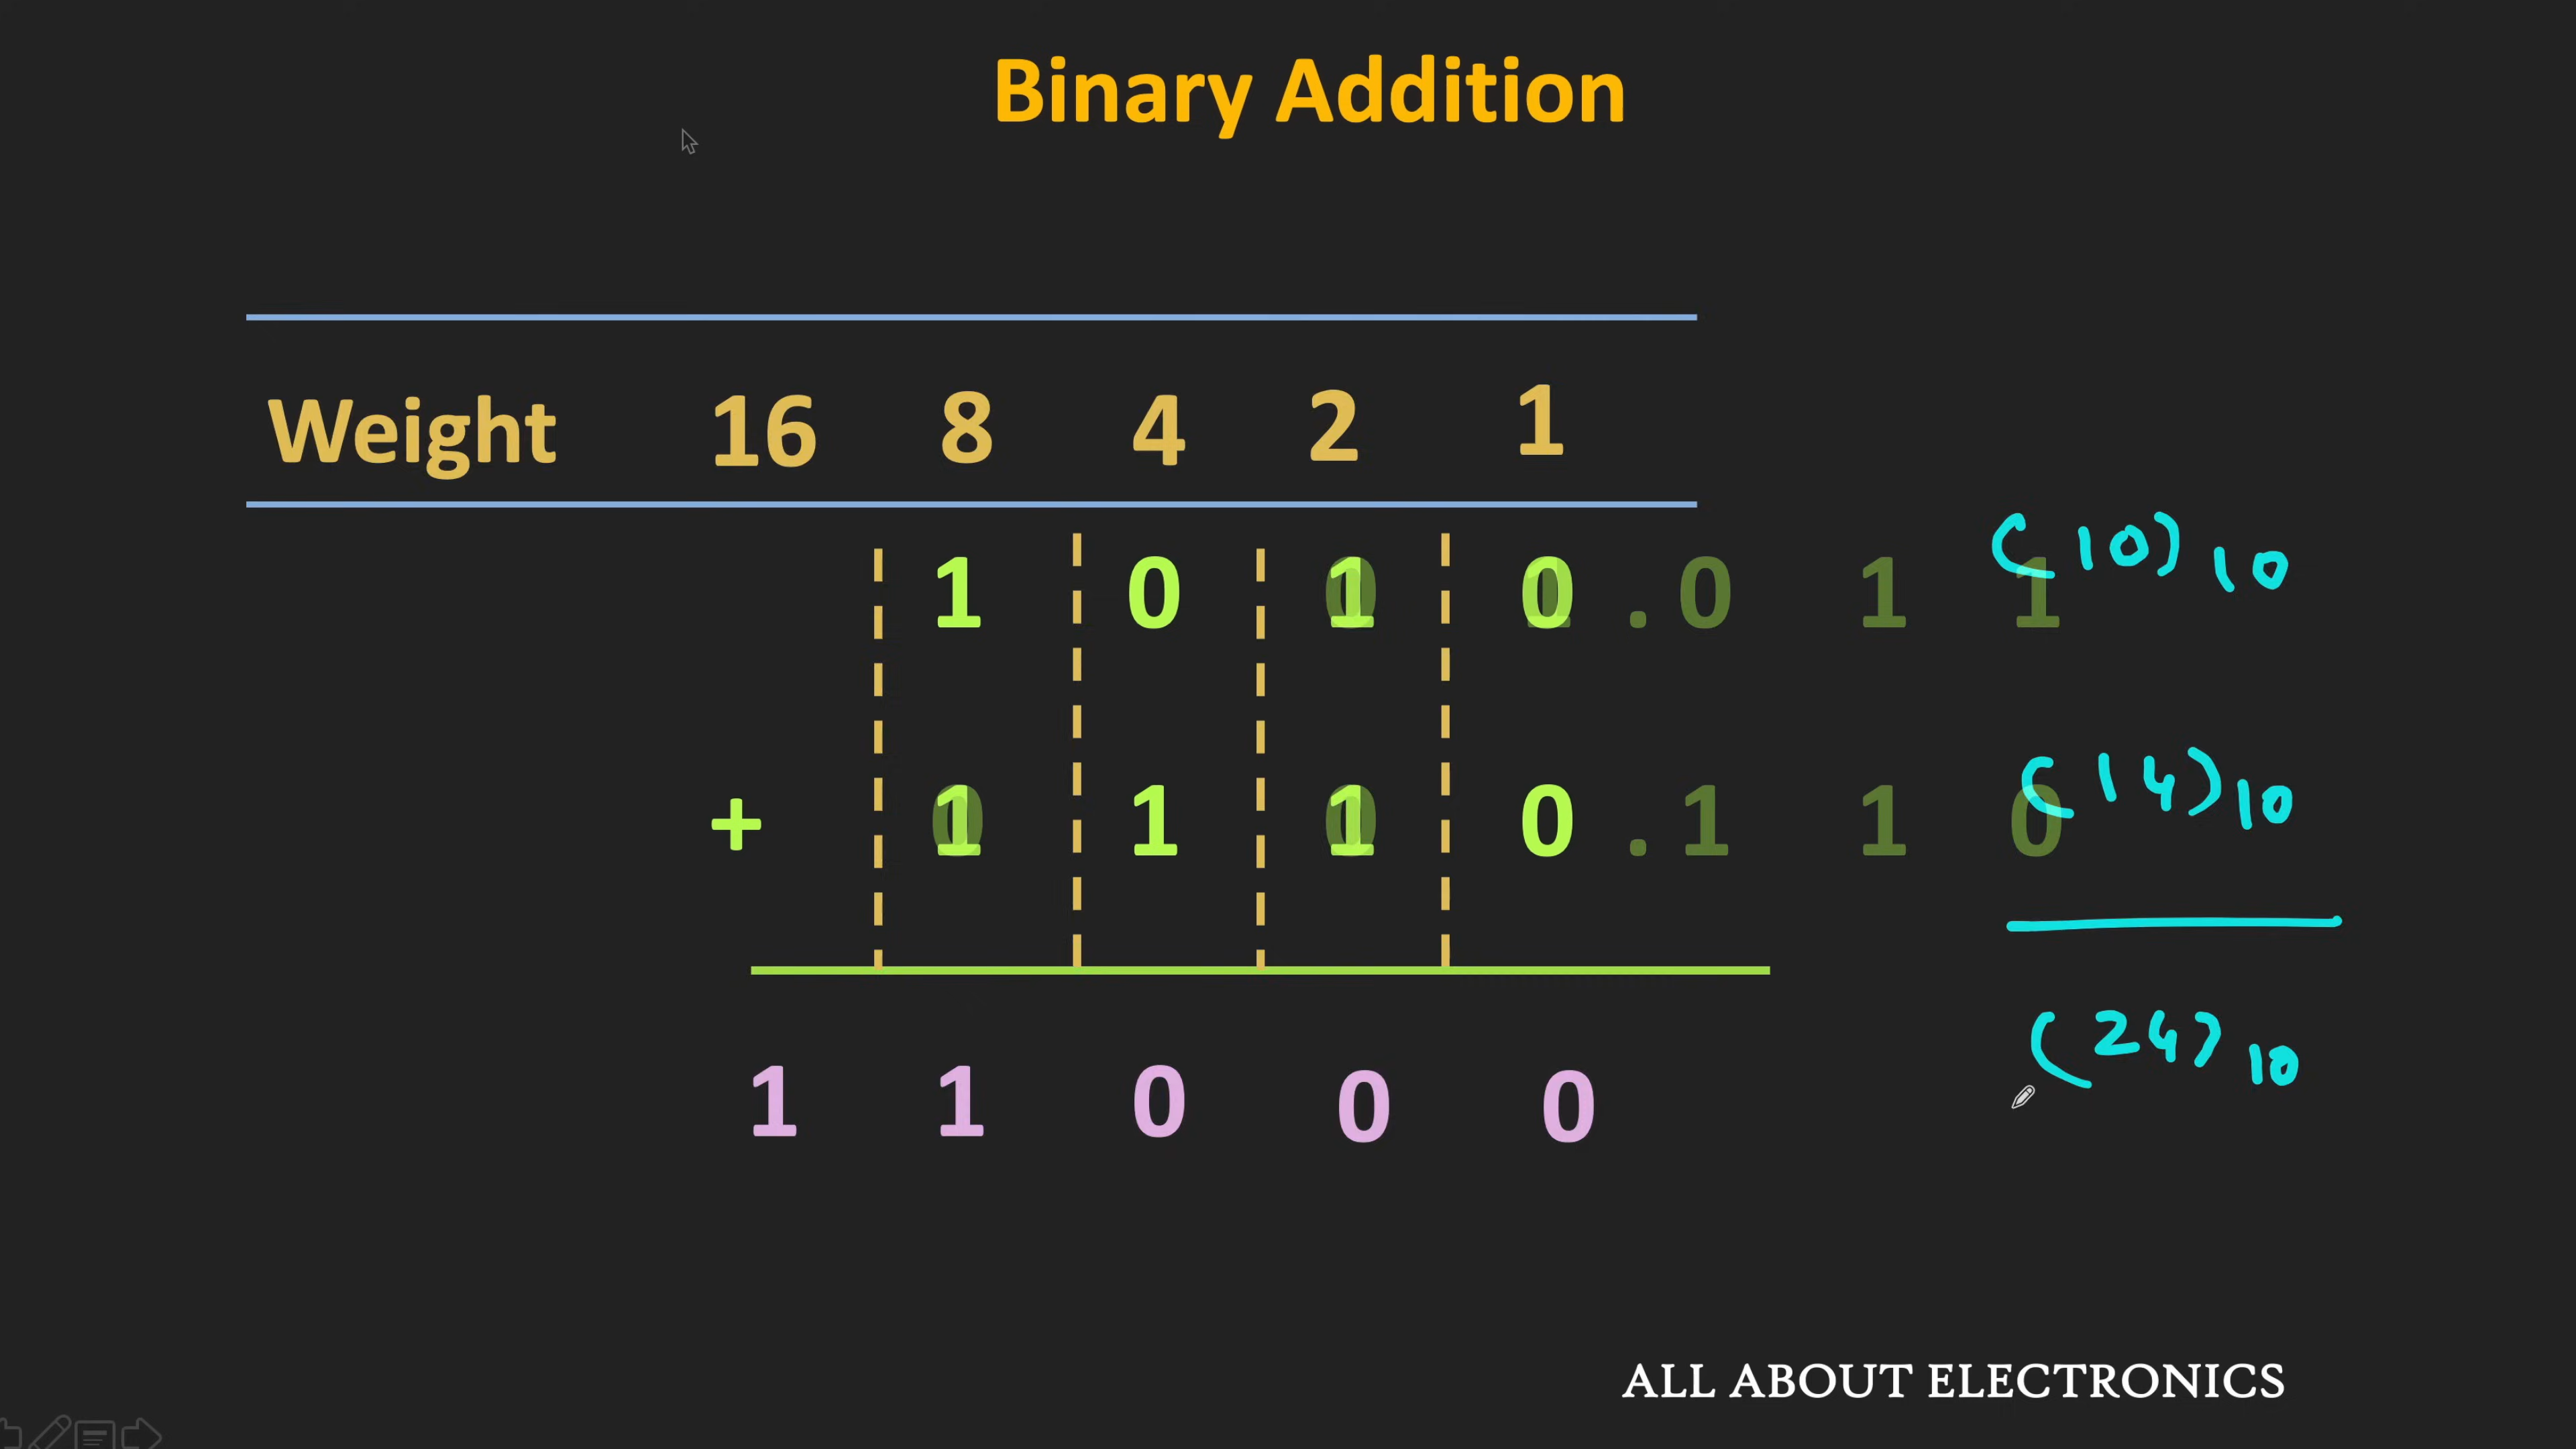 Binary Addition
Weight 16 8 4 2 1
1 0 1 0 . 0 1 1 (10)10
+ 1 1 1 0 . 1 1 0 (14)10
1 1 0 0 0 (24)10
ALL ABOUT ELECTRONICS